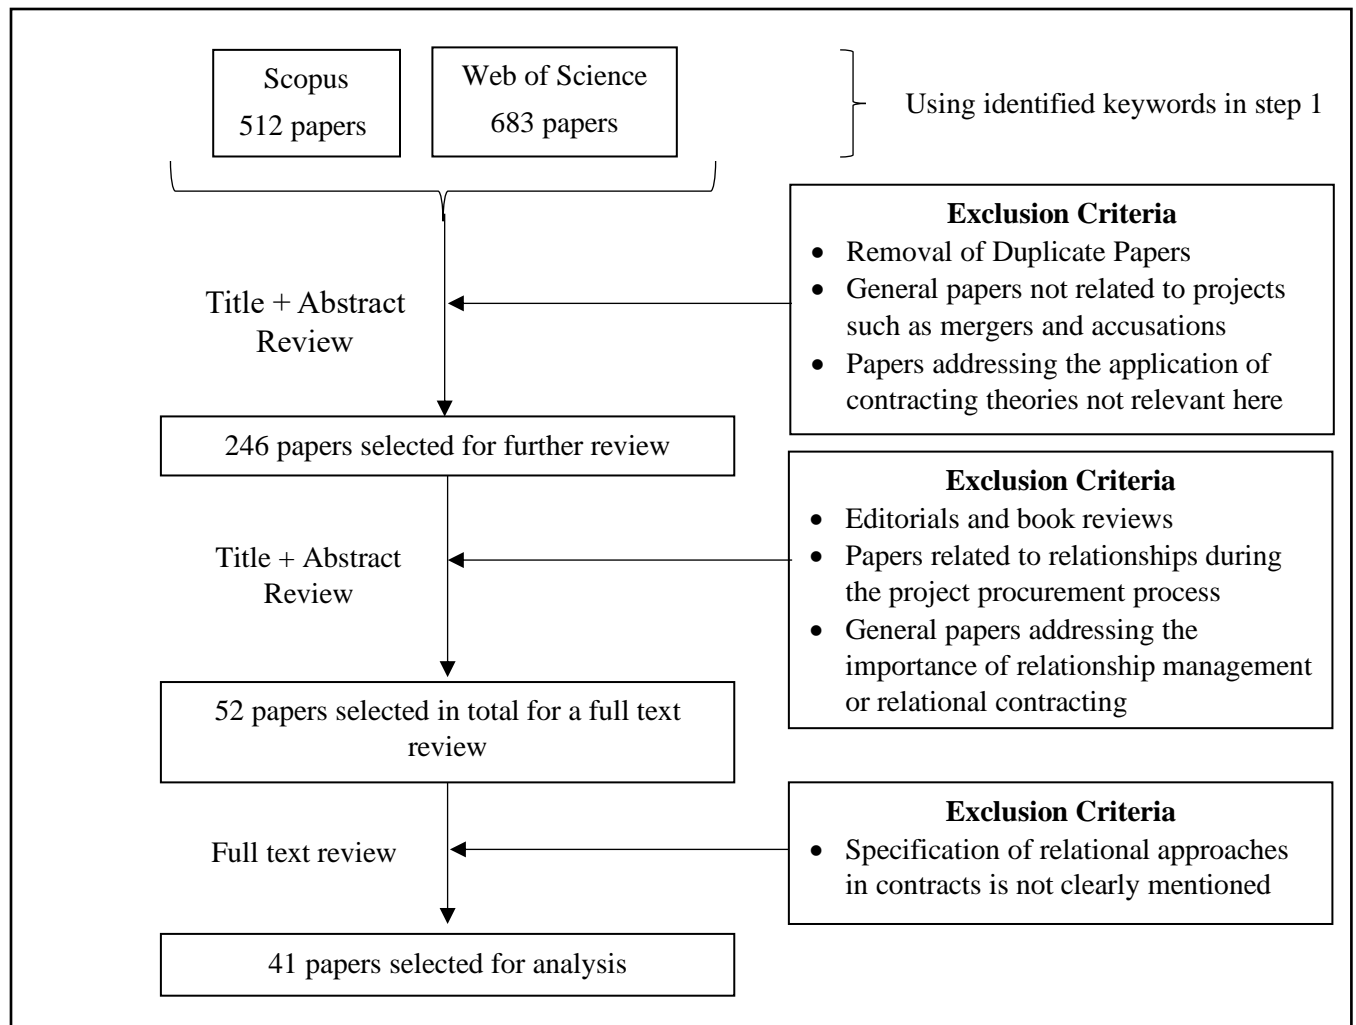 Scopus
512 papers
Web of Science
683 papers
Using identified keywords in step 1
Exclusion Criteria
• Removal of Duplicate Papers
• General papers not related to projects
such as mergers and accusations
• Papers addressing the application of
contracting theories not relevant here
Title + Abstract
Review
246 papers selected for further review
Exclusion Criteria
• Editorials and book reviews
• Papers related to relationships during
the project procurement process
• General papers addressing the
importance of relationship management
or relational contracting
Title + Abstract
Review
52 papers selected in total for a full text
review
Exclusion Criteria
• Specification of relational approaches
in contracts is not clearly mentioned
Full text review
41 papers selected for analysis